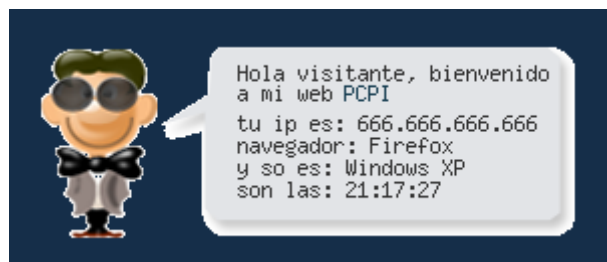 Hola visitante, bienvenido
a mi web PCPI
tu ip es: 666.666.666.666
navegador: Firefox
y so es: Windows XP
son las: 21:17:27